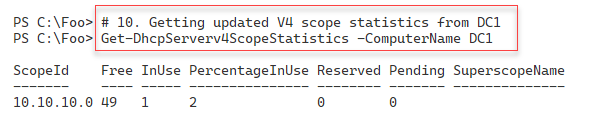 PS C:\Foo> # 10. Getting updated V4 scope statistics from DC1
PS C:\Foo> Get-DhcpServerv4ScopeStatistics -ComputerName DC1
ScopeId    Free InUse PercentageInUse Reserved Pending SuperscopeName
-------    ---- ----- --------------- -------- ------- --------------
10.10.10.0 49   1     2               0        0